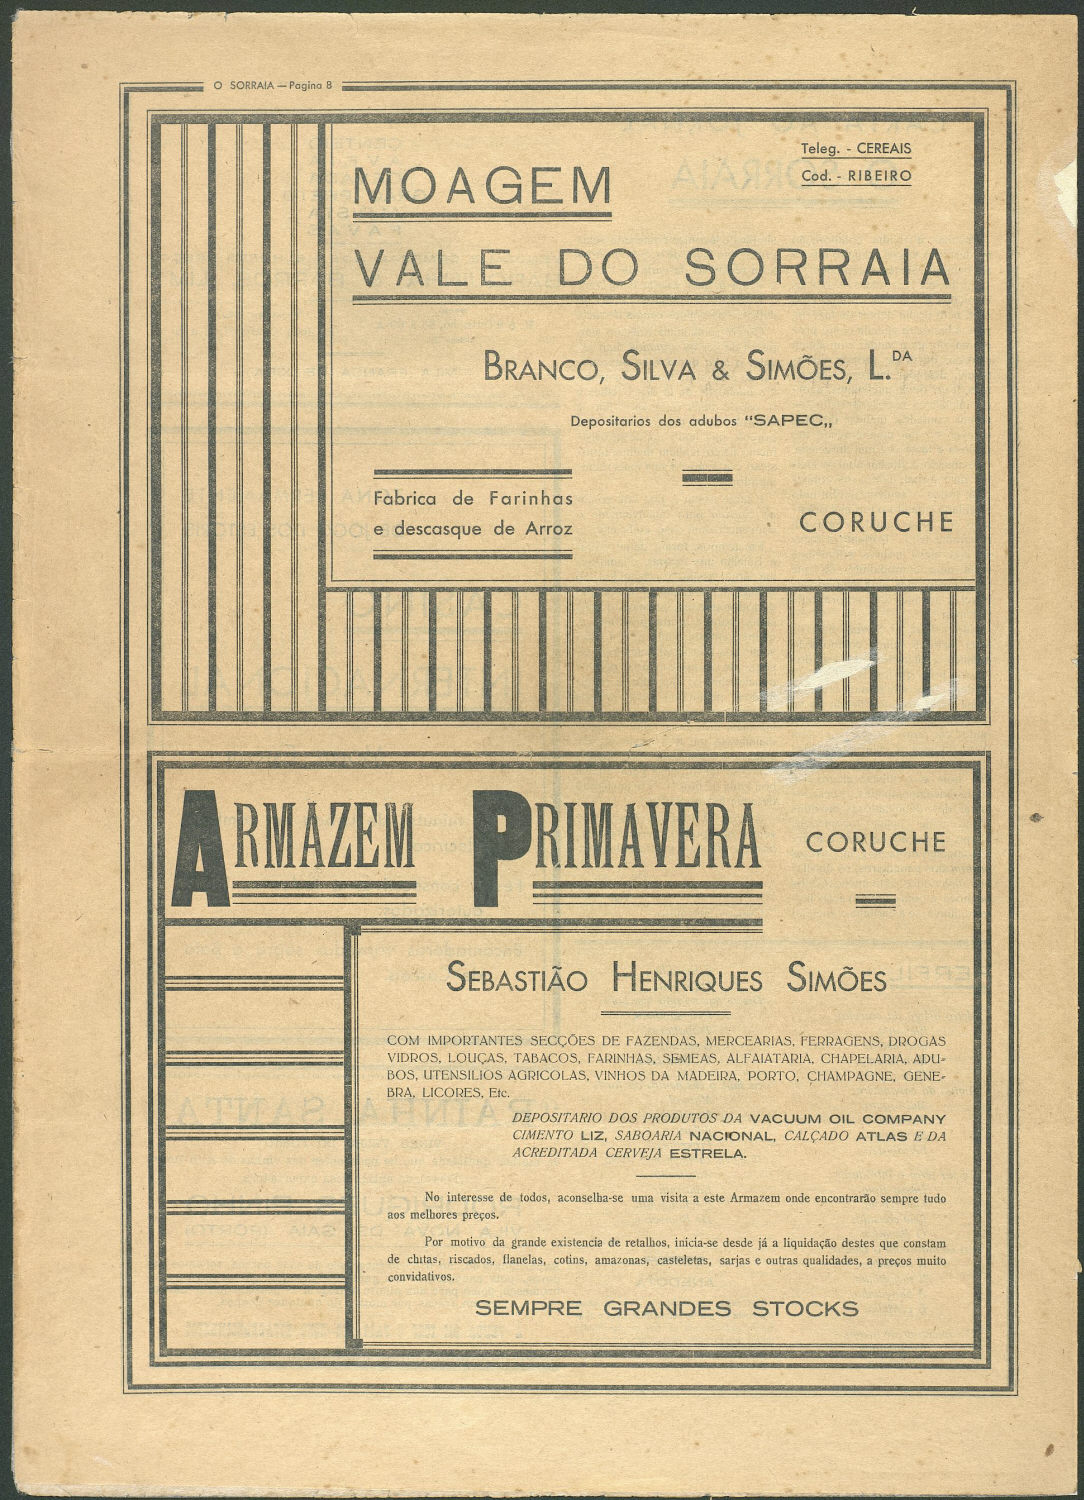 O SORRAIA — Pagina 8
Teleg. - CEREAIS
Cod. - RIBEIRO
MOAGEM
VALE DO SORRAIA
BRANCO, SILVA & SIMÕES, L.DA
Depositarios dos adubos "SAPEC„
Fabrica de Farinhas
e descasque de Arroz
CORUCHE
ARMAZEM PRIMAVERA
CORUCHE
SEBASTIÃO HENRIQUES SIMÕES
COM IMPORTANTES SECÇÕES DE FAZENDAS, MERCEARIAS, FERRAGENS, DROGAS
VIDROS, LOUÇAS, TABACOS, FARINHAS, SEMEAS, ALFAIATARIA, CHAPELARIA, ADU-
BOS, UTENSILIOS AGRICOLAS, VINHOS DA MADEIRA, PORTO, CHAMPAGNE, GENE-
BRA, LICORES, Etc.
DEPOSITARIO DOS PRODUTOS DA VACUUM OIL COMPANY
CIMENTO LIZ, SABOARIA NACIONAL, CALÇADO ATLAS E DA
ACREDITADA CERVEJA ESTRELA.
No interesse de todos, aconselha-se uma visita a este Armazem onde encontrarão sempre tudo
aos melhores preços.
Por motivo da grande existencia de retalhos, inicia-se desde já a liquidação destes que constam
de chitas, riscados, flanelas, cotins, amazonas, casteletas, sarjas e outras qualidades, a preços muito
convidativos.
SEMPRE GRANDES STOCKS